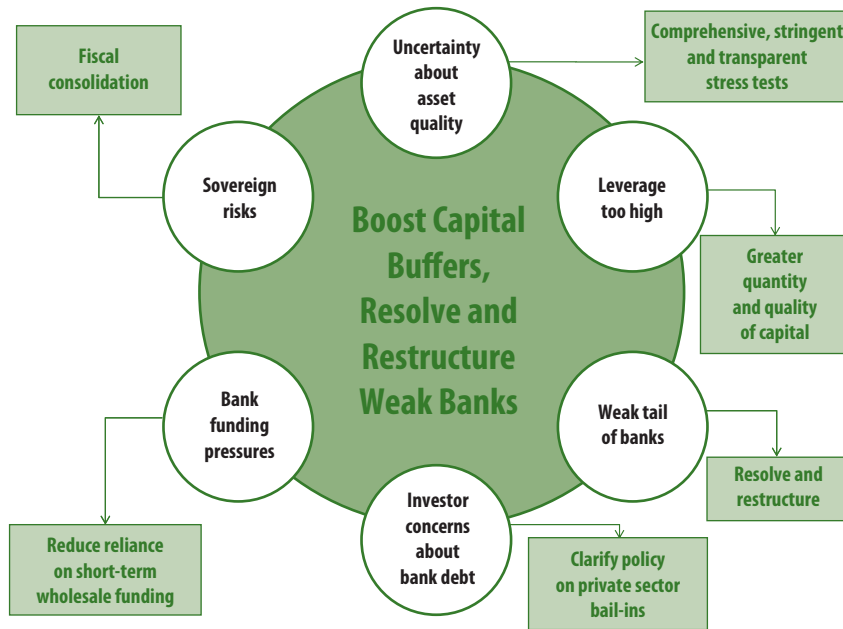 Uncertainty
about
asset
quality
Comprehensive, stringent
and transparent
stress tests
Leverage
too high
Greater
quantity
and quality
of capital
Weak tail
of banks
Resolve and
restructure
Investor
concerns
about
bank debt
Clarify policy
on private sector
bail-ins
Bank
funding
pressures
Reduce reliance
on short-term
wholesale funding
Sovereign
risks
Fiscal
consolidation
Boost Capital
Buffers,
Resolve and
Restructure
Weak Banks